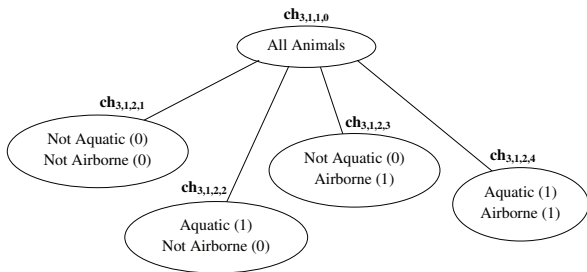 ch3,1,1,0
All Animals
ch3,1,2,1
Not Aquatic (0)
Not Airborne (0)
ch3,1,2,2
Aquatic (1)
Not Airborne (0)
ch3,1,2,3
Not Aquatic (0)
Airborne (1)
ch3,1,2,4
Aquatic (1)
Airborne (1)